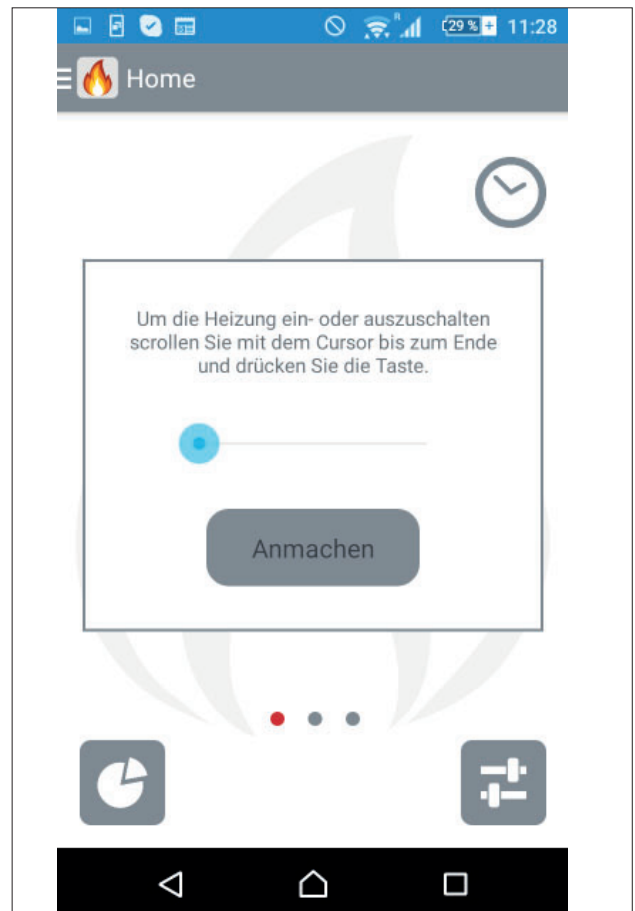 29 % 11:28
Home
Um die Heizung ein- oder auszuschalten
scrollen Sie mit dem Cursor bis zum Ende
und drücken Sie die Taste.
Anmachen